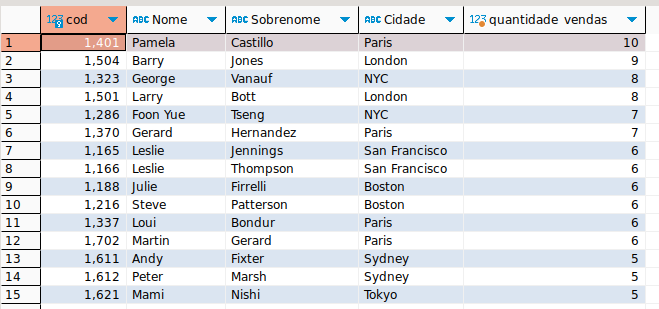 123 cod ABC Nome ABC Sobrenome ABC Cidade 123 quantidade vendas
1 1,401 Pamela Castillo Paris 10
2 1,504 Barry Jones London 9
3 1,323 George Vanauf NYC 8
4 1,501 Larry Bott London 8
5 1,286 Foon Yue Tseng NYC 7
6 1,370 Gerard Hernandez Paris 7
7 1,165 Leslie Jennings San Francisco 6
8 1,166 Leslie Thompson San Francisco 6
9 1,188 Julie Firrelli Boston 6
10 1,216 Steve Patterson Boston 6
11 1,337 Loui Bondur Paris 6
12 1,702 Martin Gerard Paris 6
13 1,611 Andy Fixter Sydney 5
14 1,612 Peter Marsh Sydney 5
15 1,621 Mami Nishi Tokyo 5